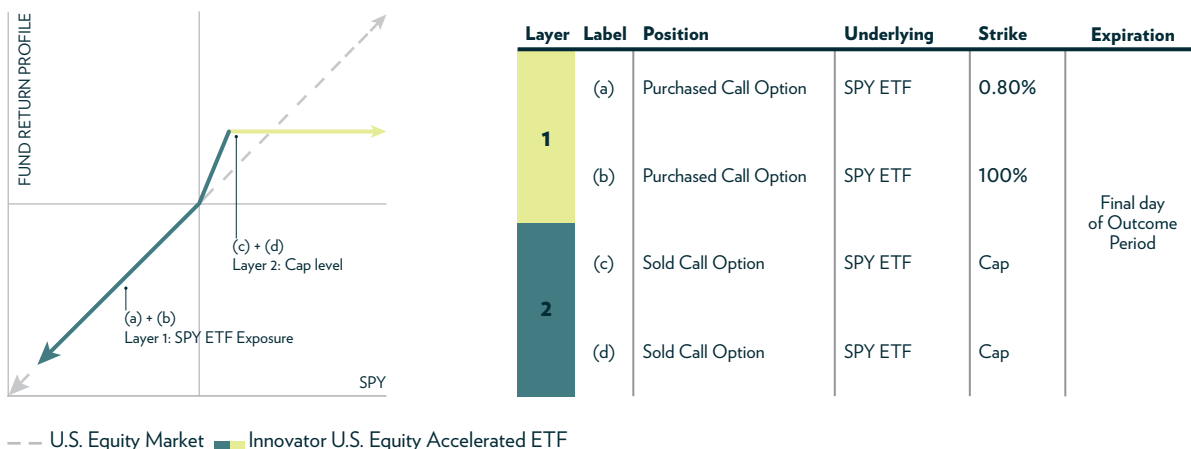 FUND RETURN PROFILE
(c) + (d)
Layer 2: Cap level
(a) + (b)
Layer 1: SPY ETF Exposure
SPY
U.S. Equity Market Innovator U.S. Equity Accelerated ETF
Layer Label Position Underlying Strike Expiration
1
(a) Purchased Call Option SPY ETF 0.80%
(b) Purchased Call Option SPY ETF 100%
2
(c) Sold Call Option SPY ETF Cap
(d) Sold Call Option SPY ETF Cap
Final day
of Outcome
Period